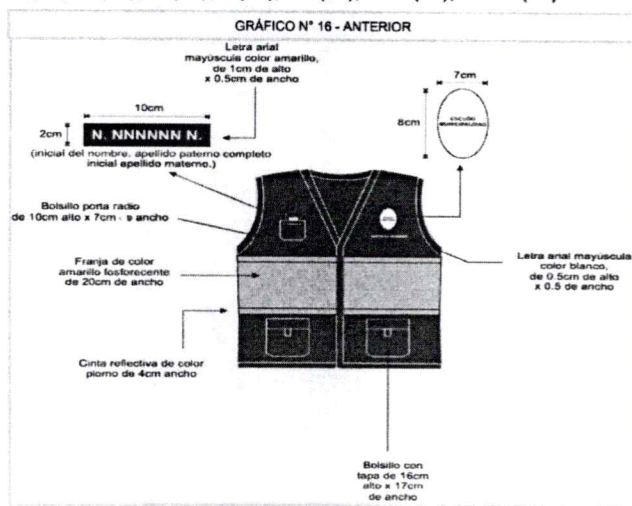 GRÁFICO N° 16 - ANTERIOR
Letra arial
mayúscula color amarillo,
de 1cm de alto
x 0.5cm de ancho
10cm
2cm
N. NNNNNN N.
(inicial del nombre, apellido paterno completo
inicial apellido materno.)
7cm
8cm
ESCUDO
MUNICIPALIDAD
Bolsillo porta radio
de 10cm alto x 7cm - 9 ancho
Franja de color
amarillo fosforecente
de 20cm de ancho
Letra arial mayúscula
color blanco,
de 0.5cm de alto
x 0.5 de ancho
Cinta reflectiva de color
plomo de 4cm ancho
Bolsillo con
tapa de 16cm
alto x 17cm
de ancho